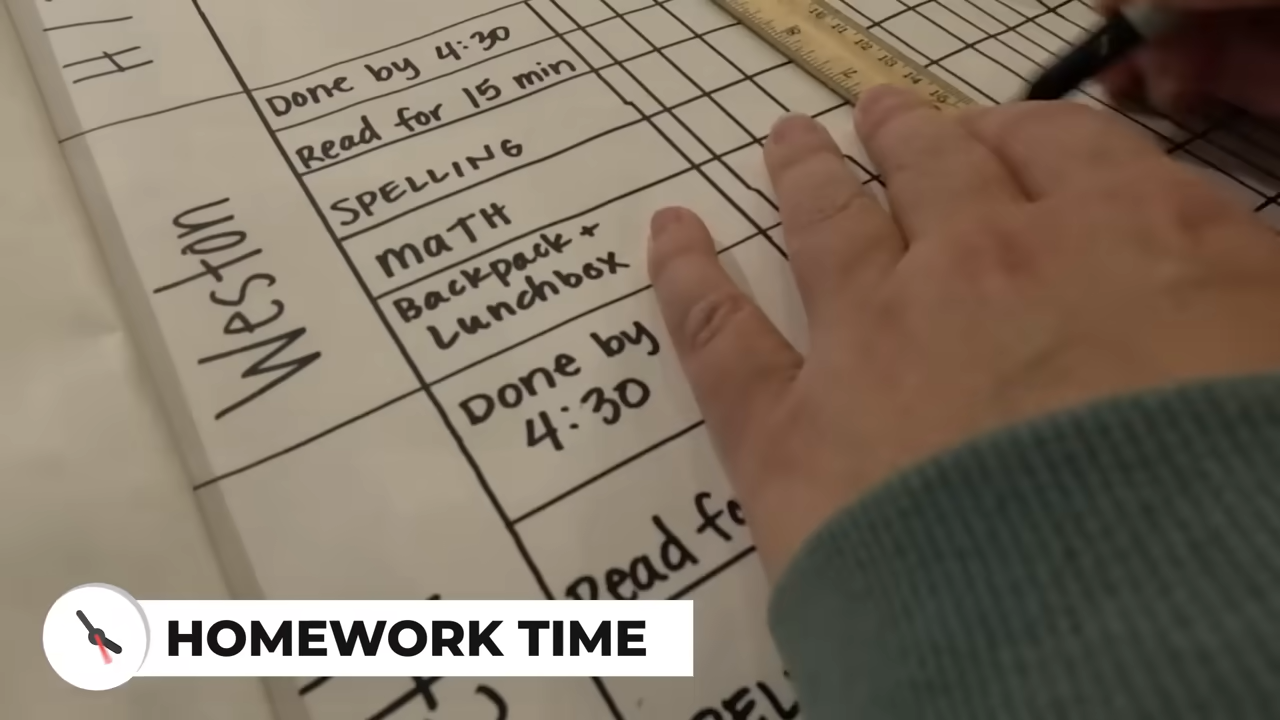 Done by 4:30
Read for 15 min
SPELLING
MATH
Backpack +
Lunchbox
Weston
Done by
4:30
Read
HOMEWORK TIME